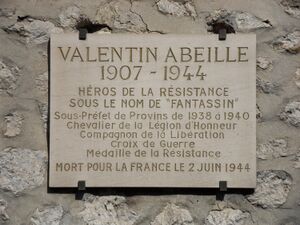 VALENTIN ABEILLE
1907 - 1944
HÉROS DE LA RÉSISTANCE
SOUS LE NOM DE "FANTASSIN"
Sous-Préfet de Provins de 1938 à 1940
Chevalier de la Légion d'Honneur
Compagnon de la Libération
Croix de Guerre
Médaille de la Résistance
MORT POUR LA FRANCE LE 2 JUIN 1944